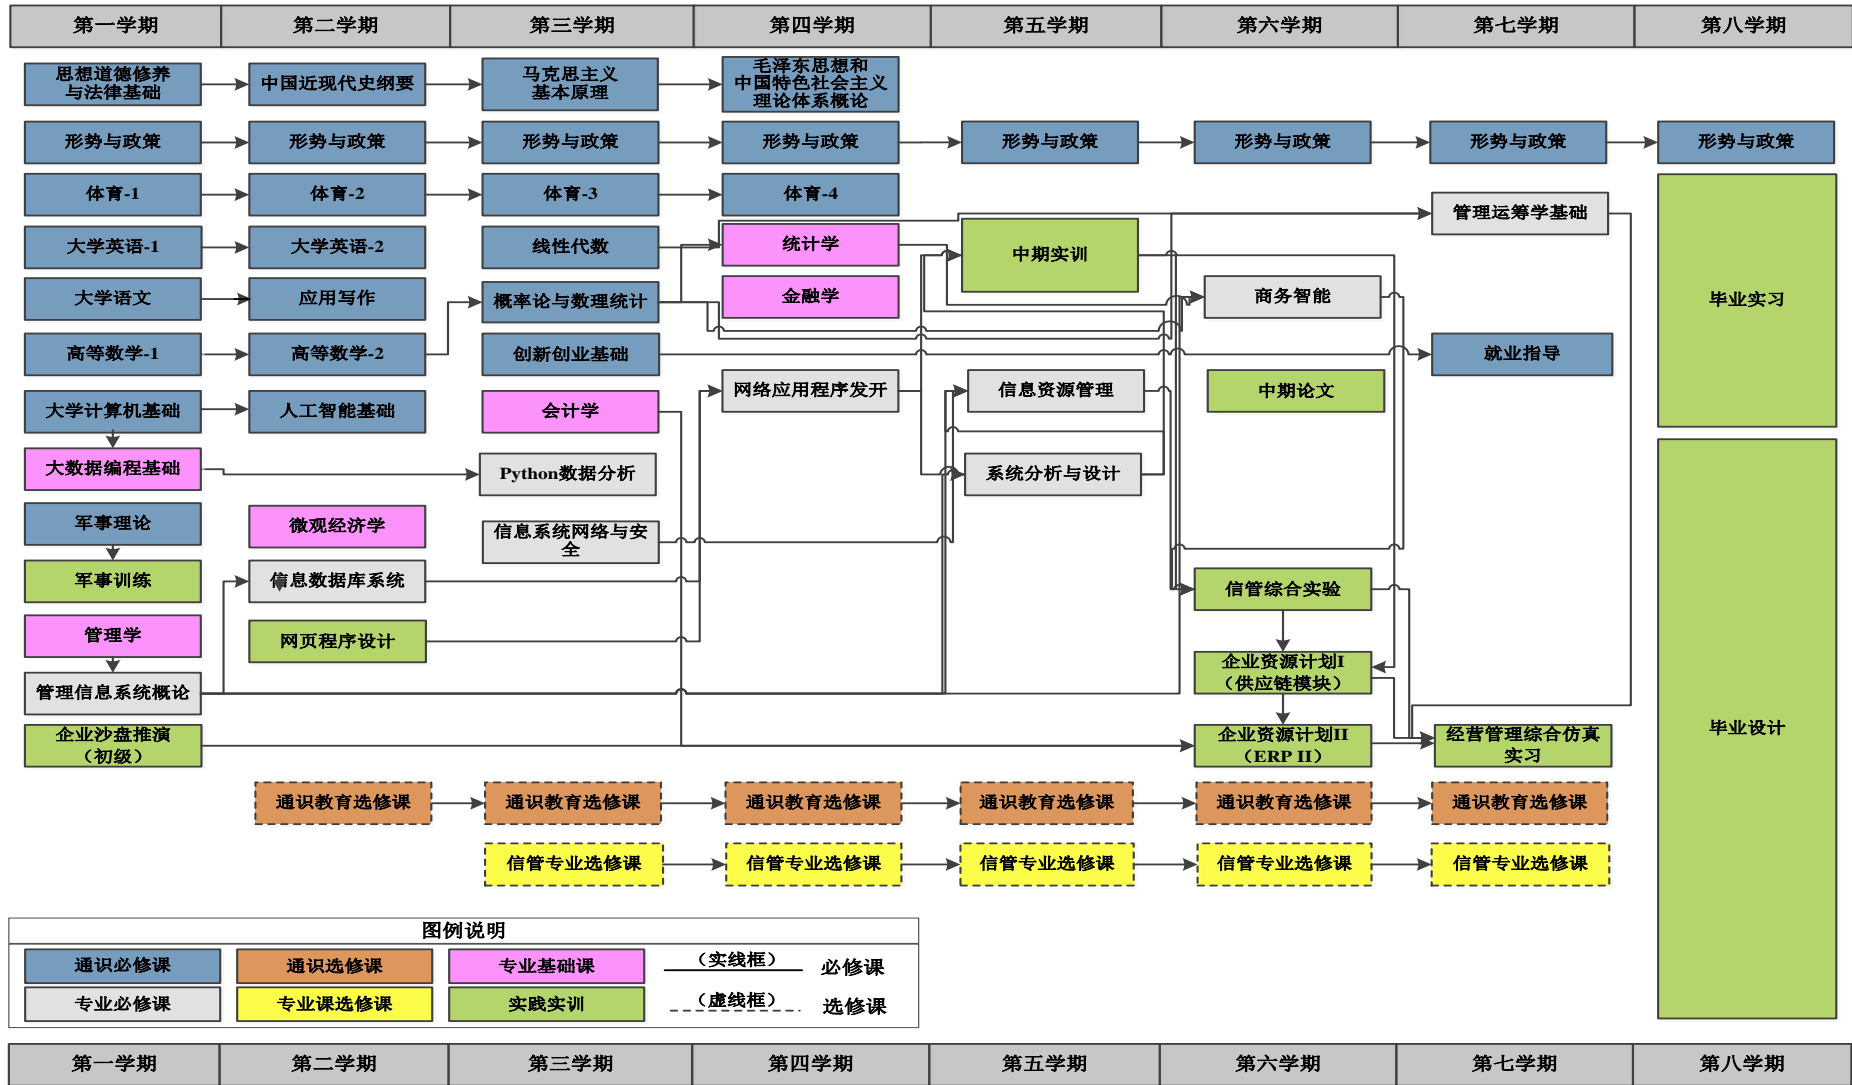 第一学期 第二学期 第三学期 第四学期 第五学期 第六学期 第七学期 第八学期
思想道德修养
与法律基础
中国近现代史纲要
马克思主义
基本原理
毛泽东思想和
中国特色社会主义
理论体系概论
形势与政策 形势与政策 形势与政策 形势与政策 形势与政策 形势与政策 形势与政策 形势与政策
体育-1 体育-2 体育-3 体育-4
管理运筹学基础
大学英语-1 大学英语-2 线性代数 统计学 中期实训
大学语文 应用写作 概率论与数理统计 金融学 商务智能 毕业实习
高等数学-1 高等数学-2 创新创业基础 就业指导
网络应用程序发开 信息资源管理 中期论文
大学计算机基础 人工智能基础 会计学
大数据编程基础 Python数据分析 系统分析与设计
军事理论 微观经济学
信息系统网络与安
全
军事训练 信息数据库系统 信管综合实验
管理学 网页程序设计
管理信息系统概论
企业资源计划I
（供应链模块）
企业沙盘推演
（初级）
企业资源计划II
（ERP II）
经营管理综合仿真
实习
毕业设计
通识教育选修课 通识教育选修课 通识教育选修课 通识教育选修课 通识教育选修课 通识教育选修课
信管专业选修课 信管专业选修课 信管专业选修课 信管专业选修课 信管专业选修课
图例说明
通识必修课 通识选修课 专业基础课 （实线框） 必修课
专业必修课 专业课选修课 实践实训 （虚线框） 选修课
第一学期 第二学期 第三学期 第四学期 第五学期 第六学期 第七学期 第八学期